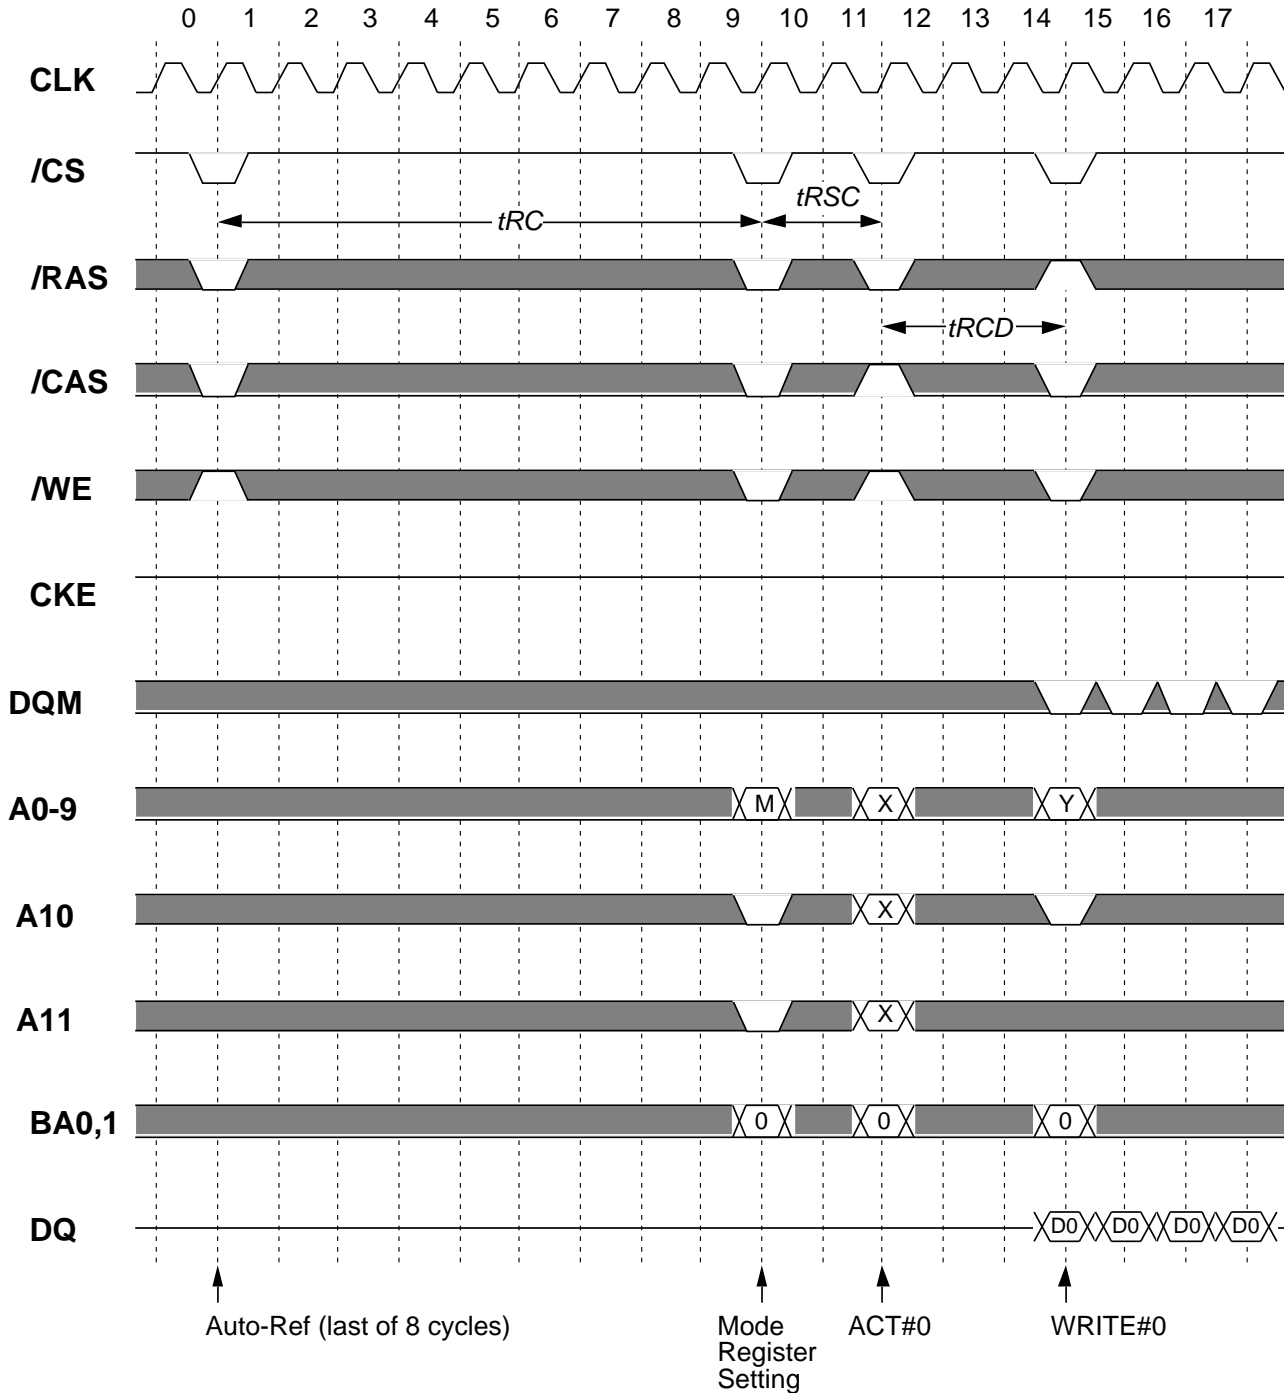 0 1 2 3 4 5 6 7 8 9 10 11 12 13 14 15 16 17
CLK
/CS
tRC
tRSC
/RAS
tRCD
/CAS
/WE
CKE
DQM
A0-9 M X Y
A10 X
A11 X
BA0,1 0 0 0
DQ D0 D0 D0 D0
Auto-Ref (last of 8 cycles)
Mode
Register
Setting
ACT#0
WRITE#0